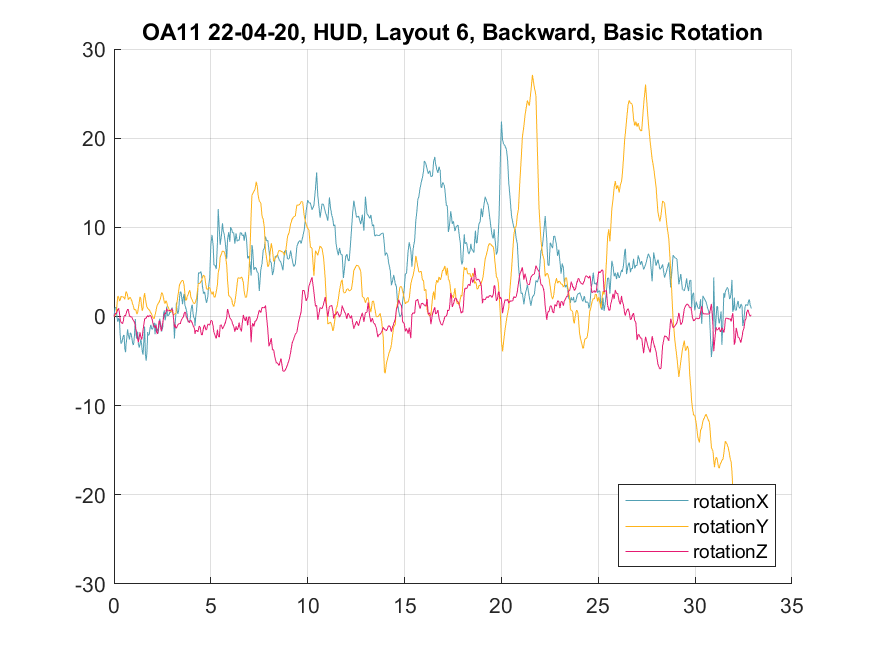 OA11 22-04-20, HUD, Layout 6, Backward, Basic Rotation
30
20
10
0
-10
-20
-30
0 5 10 15 20 25 30 35
rotationX
rotationY
rotationZ